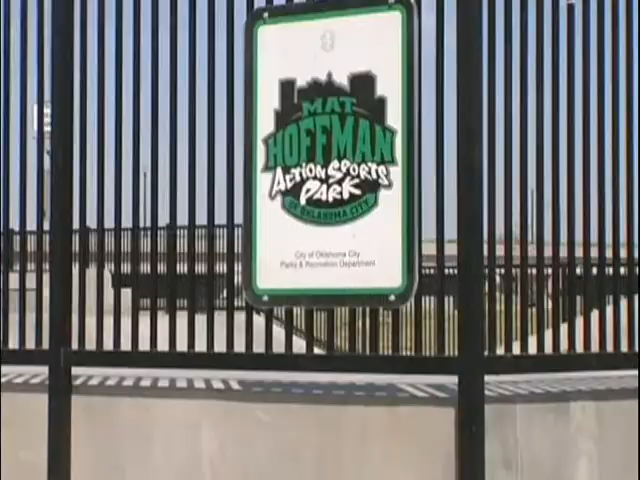 MAT
HOFFMAN
ACTION SPORTS
PARK
OF OKLAHOMA CITY
City of Oklahoma City
Parks & Recreation Department